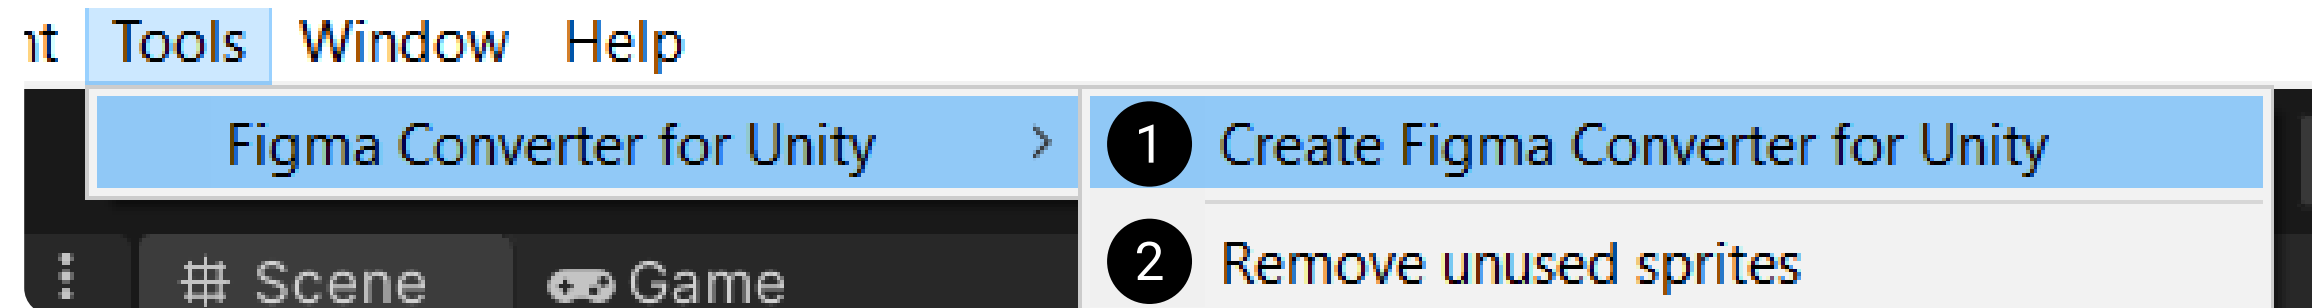 nt Tools Window Help
Figma Converter for Unity > 1 Create Figma Converter for Unity
2 Remove unused sprites
Scene Game